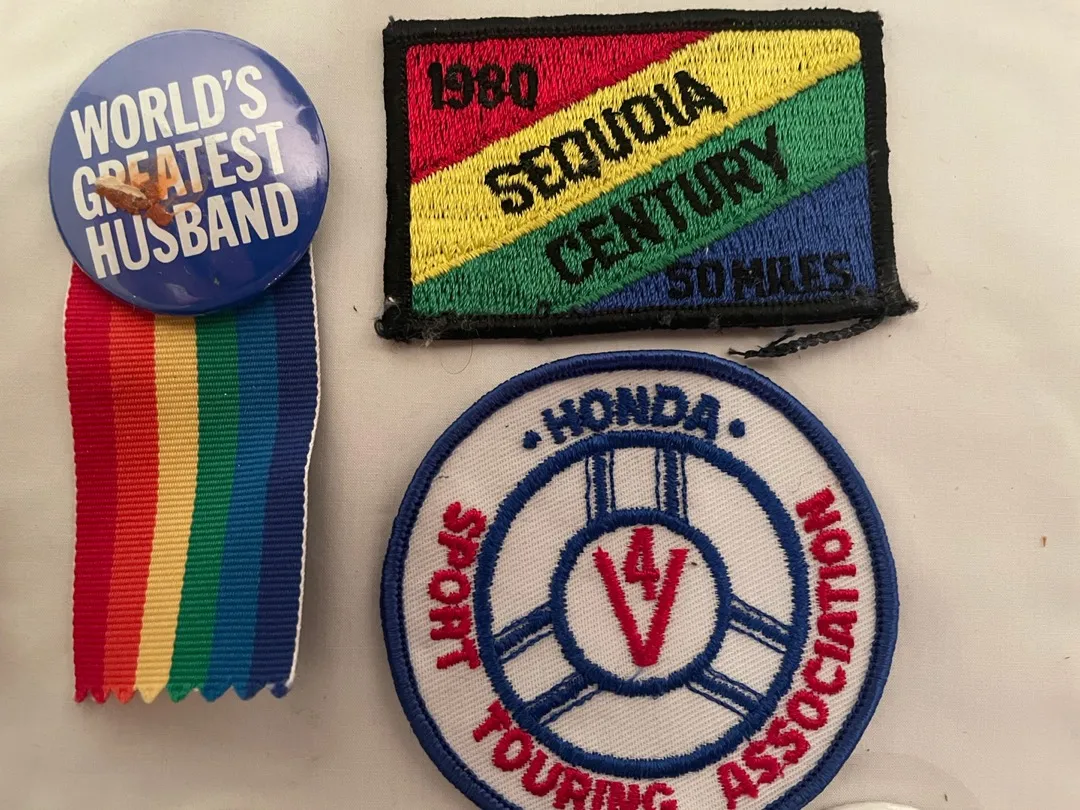 WORLD'S
GREATEST
HUSBAND
1980
SEQUOIA
CENTURY
50 MILES
• HONDA •
SPORT TOURING ASSOCIATION
V4